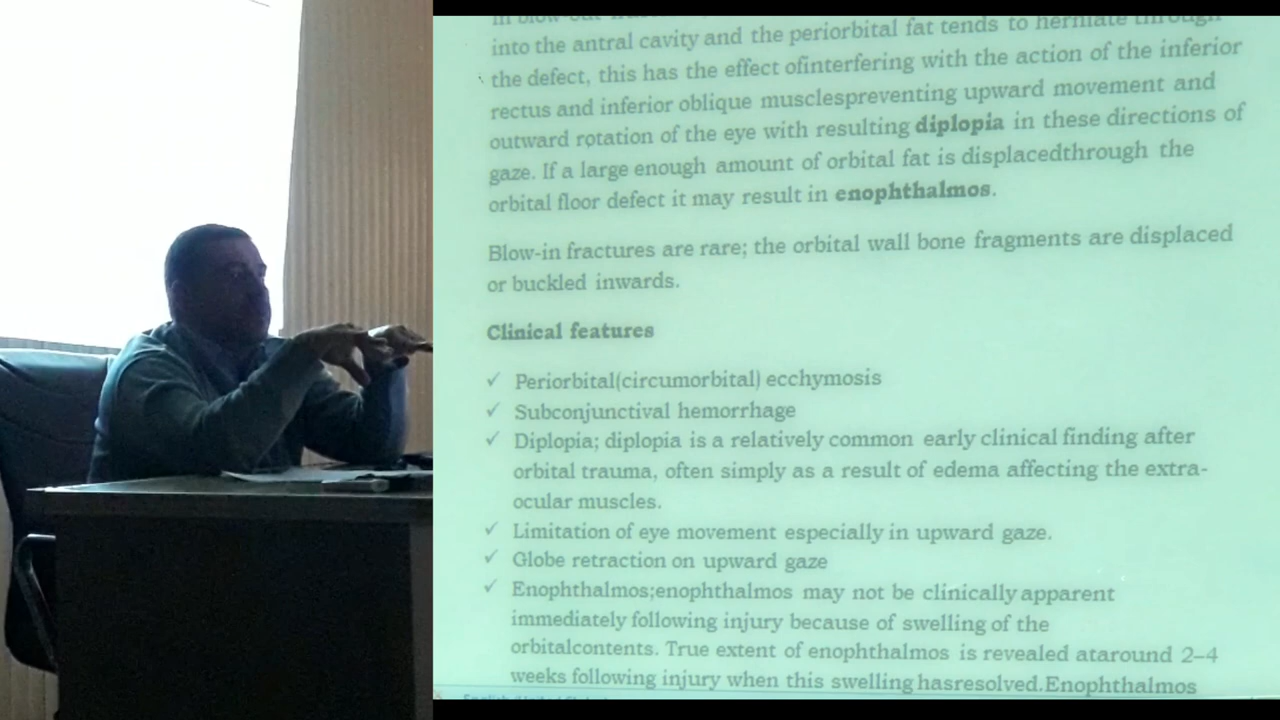 into the antral cavity and the periorbital fat tends to herniate through
the defect, this has the effect ofinterfering with the action of the inferior
rectus and inferior oblique musclespreventing upward movement and
outward rotation of the eye with resulting diplopia in these directions of
gaze. If a large enough amount of orbital fat is displacedthrough the
orbital floor defect it may result in enophthalmos.
Blow-in fractures are rare; the orbital wall bone fragments are displaced
or buckled inwards.
Clinical features
✓ Periorbital(circumorbital) ecchymosis
✓ Subconjunctival hemorrhage
✓ Diplopia; diplopia is a relatively common early clinical finding after
orbital trauma, often simply as a result of edema affecting the extra-
ocular muscles.
✓ Limitation of eye movement especially in upward gaze.
✓ Globe retraction on upward gaze
✓ Enophthalmos;enophthalmos may not be clinically apparent
immediately following injury because of swelling of the
orbitalcontents. True extent of enophthalmos is revealed ataround 2–4
weeks following injury when this swelling hasresolved.Enophthalmos